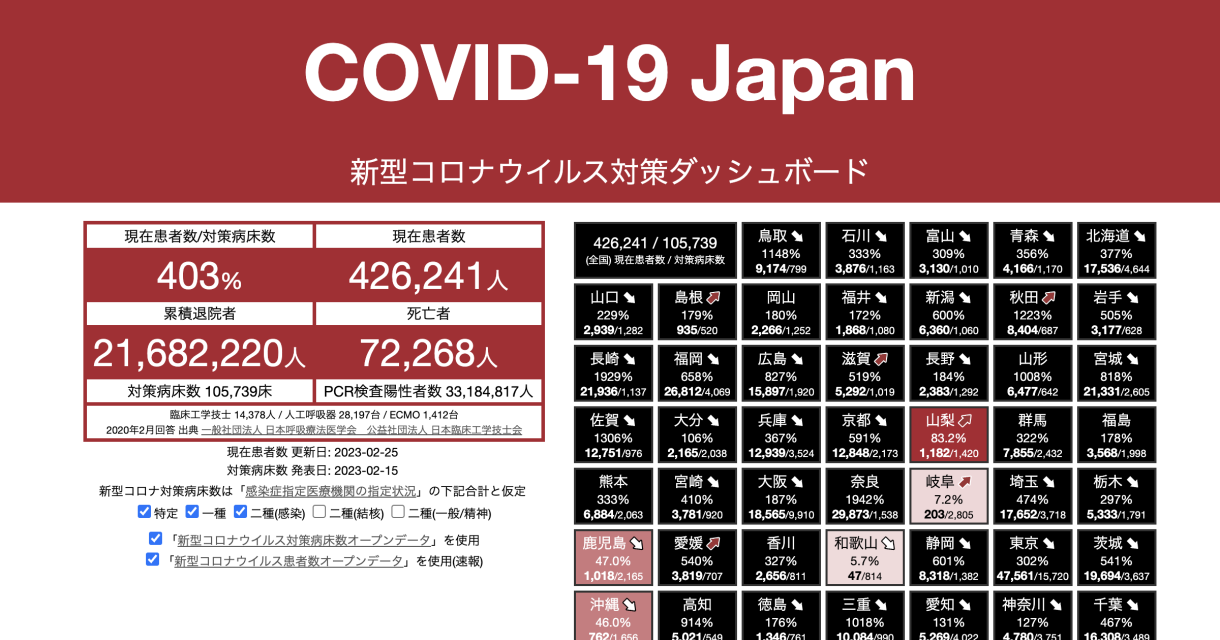 COVID-19 Japan
新型コロナウイルス対策ダッシュボード
現在患者数/対策病床数
現在患者数
403%
426,241人
累積退院者
死亡者
21,682,220人
72,268人
対策病床数 105,739床
PCR検査陽性者数 33,184,817人
臨床工学技士 14,378人 / 人工呼吸器 28,197台 / ECMO 1,412台
2020年2月回答 出典 一般社団法人 日本呼吸療法医学会　公益社団法人 日本臨床工学技士会
現在患者数 更新日: 2023-02-25
対策病床数 発表日: 2023-02-15
新型コロナ対策病床数は「感染症指定医療機関の指定状況」の下記合計と仮定
特定 一種 二種(感染) 二種(結核) 二種(一般/精神)
「新型コロナウイルス対策病床数オープンデータ」を使用
「新型コロナウイルス患者数オープンデータ」を使用(速報)
426,241 / 105,739
(全国) 現在患者数 / 対策病床数
鳥取
1148%
9,174/799
石川
333%
3,876/1,163
富山
309%
3,130/1,010
青森
356%
4,166/1,170
北海道
377%
17,536/4,644
山口
229%
2,939/1,282
島根
179%
935/520
岡山
180%
2,266/1,252
福井
172%
1,868/1,080
新潟
600%
6,360/1,060
秋田
1223%
8,404/687
岩手
505%
3,177/628
長崎
1929%
21,936/1,137
福岡
658%
26,812/4,069
広島
827%
15,897/1,920
滋賀
519%
5,292/1,019
長野
184%
2,383/1,292
山形
1008%
6,477/642
宮城
818%
21,331/2,605
佐賀
1306%
12,751/976
大分
106%
2,165/2,038
兵庫
367%
12,939/3,524
京都
591%
12,848/2,173
山梨
83.2%
1,182/1,420
群馬
322%
7,855/2,432
福島
178%
3,568/1,998
熊本
333%
6,884/2,063
宮崎
410%
3,781/920
大阪
187%
18,565/9,910
奈良
1942%
29,873/1,538
岐阜
7.2%
203/2,805
埼玉
474%
17,652/3,718
栃木
297%
5,333/1,791
鹿児島
47.0%
1,018/2,165
愛媛
540%
3,819/707
香川
327%
2,656/811
和歌山
5.7%
47/814
静岡
601%
8,318/1,382
東京
302%
47,561/15,720
茨城
541%
19,694/3,637
沖縄
46.0%
762/1,656
高知
914%
5,021/549
徳島
176%
1,346/761
三重
1018%
10,084/990
愛知
131%
5,269/4,022
神奈川
127%
4,780/3,751
千葉
467%
16,308/3,489